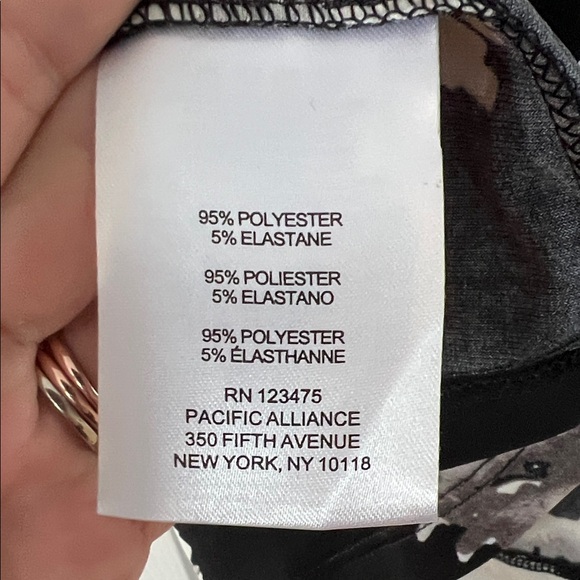 95% POLYESTER
5% ELASTANE
95% POLIESTER
5% ELASTANO
95% POLYESTER
5% ÉLASTHANNE
RN 123475
PACIFIC ALLIANCE
350 FIFTH AVENUE
NEW YORK, NY 10118